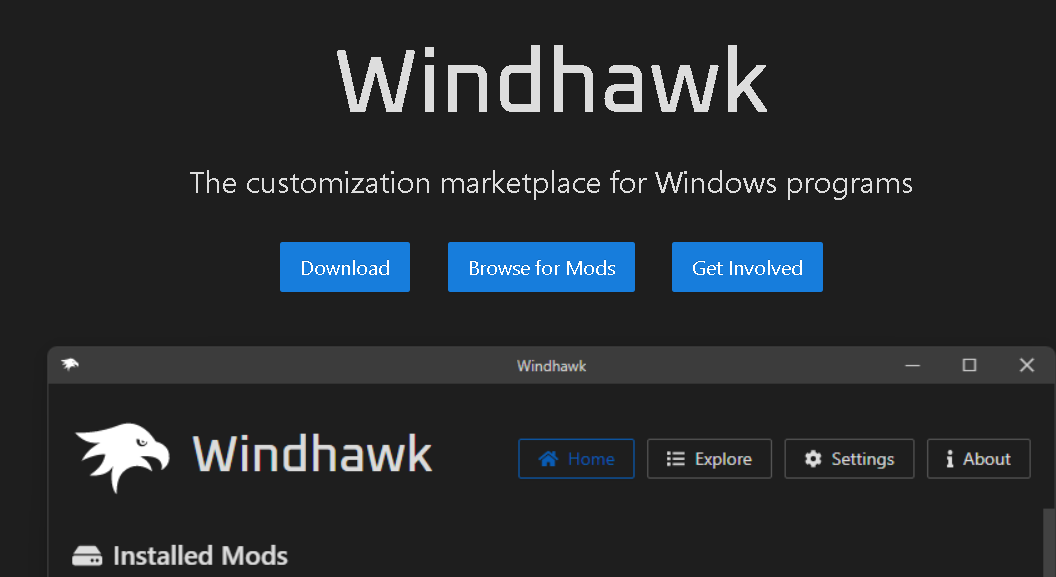 Windhawk
The customization marketplace for Windows programs
Download Browse for Mods Get Involved
Windhawk
Windhawk Home Explore Settings About
Installed Mods